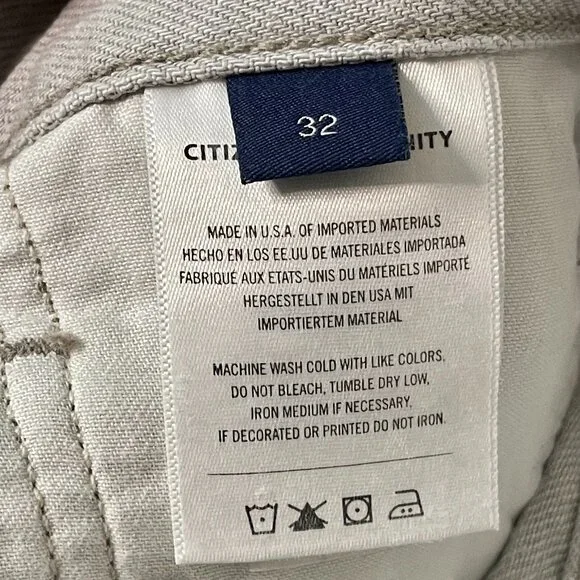 32
MADE IN U.S.A. OF IMPORTED MATERIALS
HECHO EN LOS EE.UU DE MATERIALES IMPORTADA
FABRIQUÉ AUX ETATS-UNIS DU MATÉRIELS IMPORTÉ
HERGESTELLT IN DEN USA MIT
IMPORTIERTEM MATERIAL
MACHINE WASH COLD WITH LIKE COLORS,
DO NOT BLEACH, TUMBLE DRY LOW,
IRON MEDIUM IF NECESSARY,
IF DECORATED OR PRINTED DO NOT IRON.